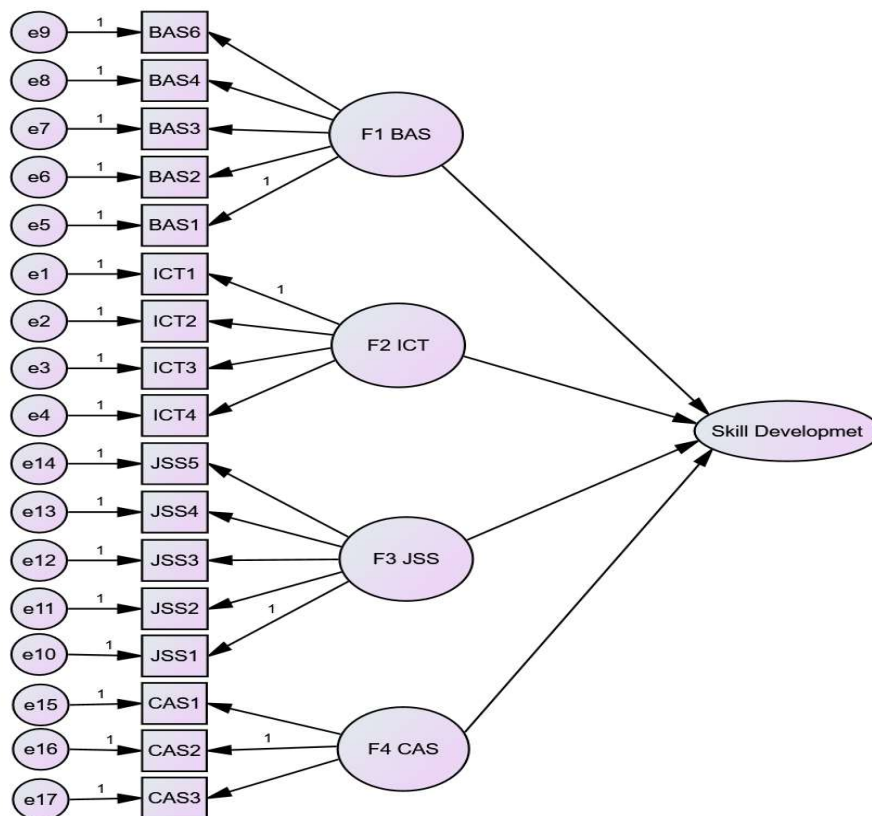 e9 1 BAS6
e8 1 BAS4
e7 1 BAS3
e6 1 BAS2
e5 1 BAS1
1
F1 BAS
e1 1 ICT1
e2 1 ICT2
e3 1 ICT3
e4 1 ICT4
1
F2 ICT
e14 1 JSS5
e13 1 JSS4
e12 1 JSS3
e11 1 JSS2
e10 1 JSS1
1
F3 JSS
e15 1 CAS1
e16 1 CAS2
e17 1 CAS3
1
F4 CAS
Skill Developmet